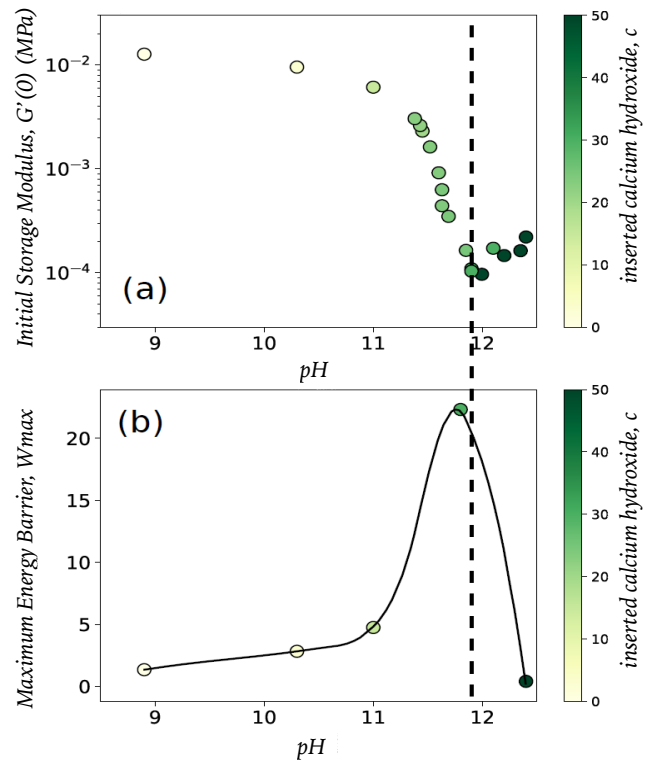 Initial Storage Modulus, G'(0) (MPa)
10⁻²
10⁻³
10⁻⁴
(a)
9 10 11 12
pH
50
40
30
20
10
0
inserted calcium hydroxide, c
Maximum Energy Barrier, Wmax
20
15
10
5
0
(b)
9 10 11 12
pH
50
40
30
20
10
0
inserted calcium hydroxide, c